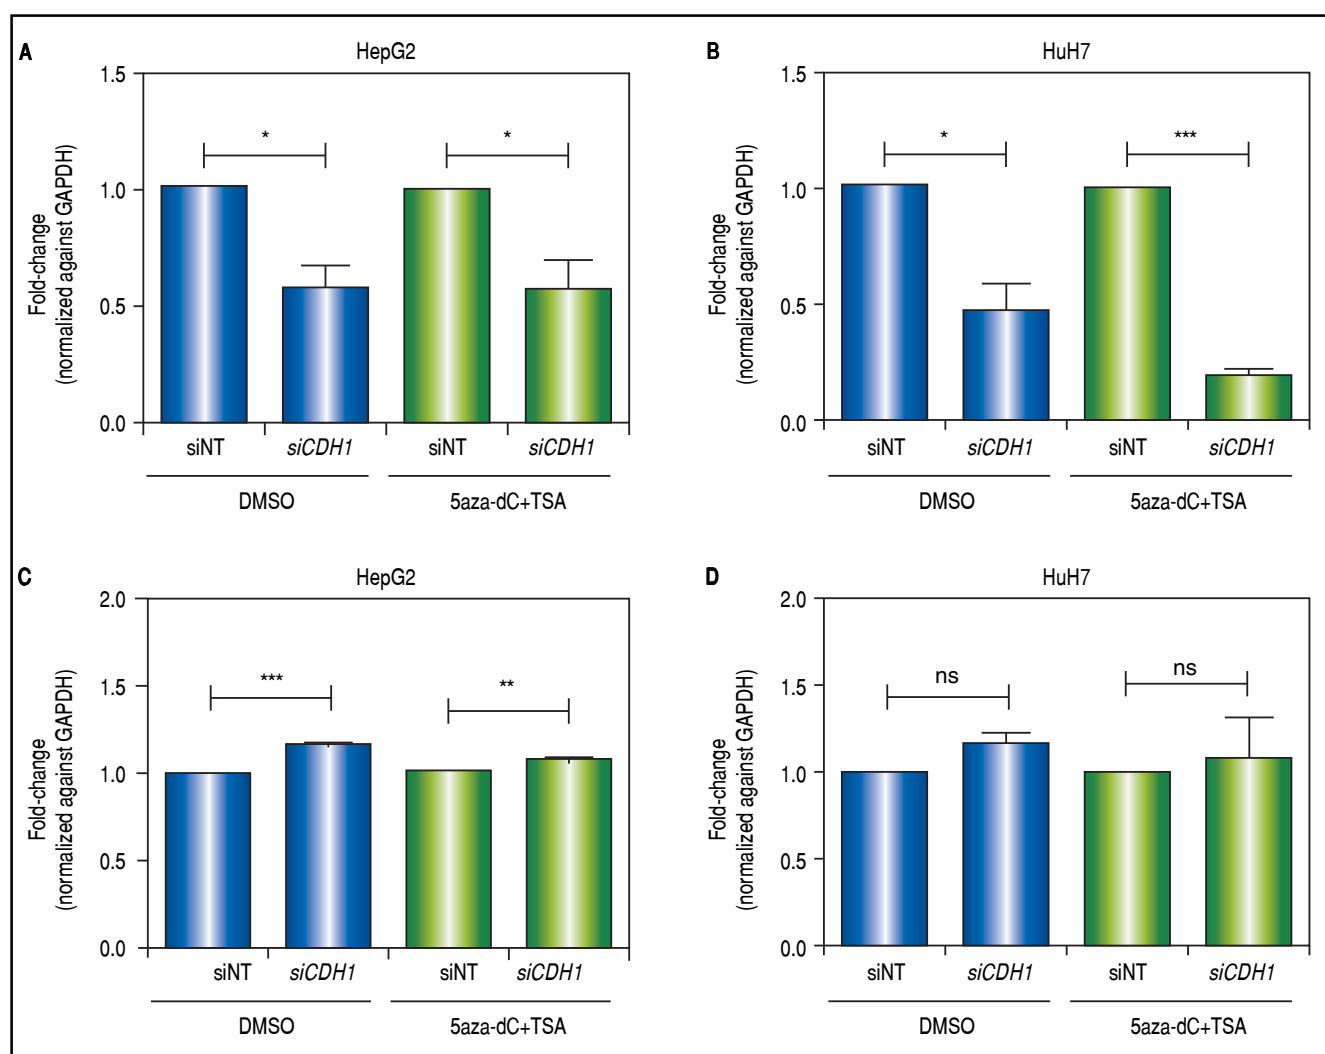 A
HepG2
Fold-change
(normalized against GAPDH)
1.5
1.0
0.5
0.0
*
*
siNT
siCDH1
siNT
siCDH1
DMSO
5aza-dC+TSA
B
HuH7
Fold-change
(normalized against GAPDH)
1.5
1.0
0.5
0.0
*
***
siNT
siCDH1
siNT
siCDH1
DMSO
5aza-dC+TSA
C
HepG2
Fold-change
(normalized against GAPDH)
2.0
1.5
1.0
0.5
0.0
***
**
siNT
siCDH1
siNT
siCDH1
DMSO
5aza-dC+TSA
D
HuH7
Fold-change
(normalized against GAPDH)
2.0
1.5
1.0
0.5
0.0
ns
ns
siNT
siCDH1
siNT
siCDH1
DMSO
5aza-dC+TSA